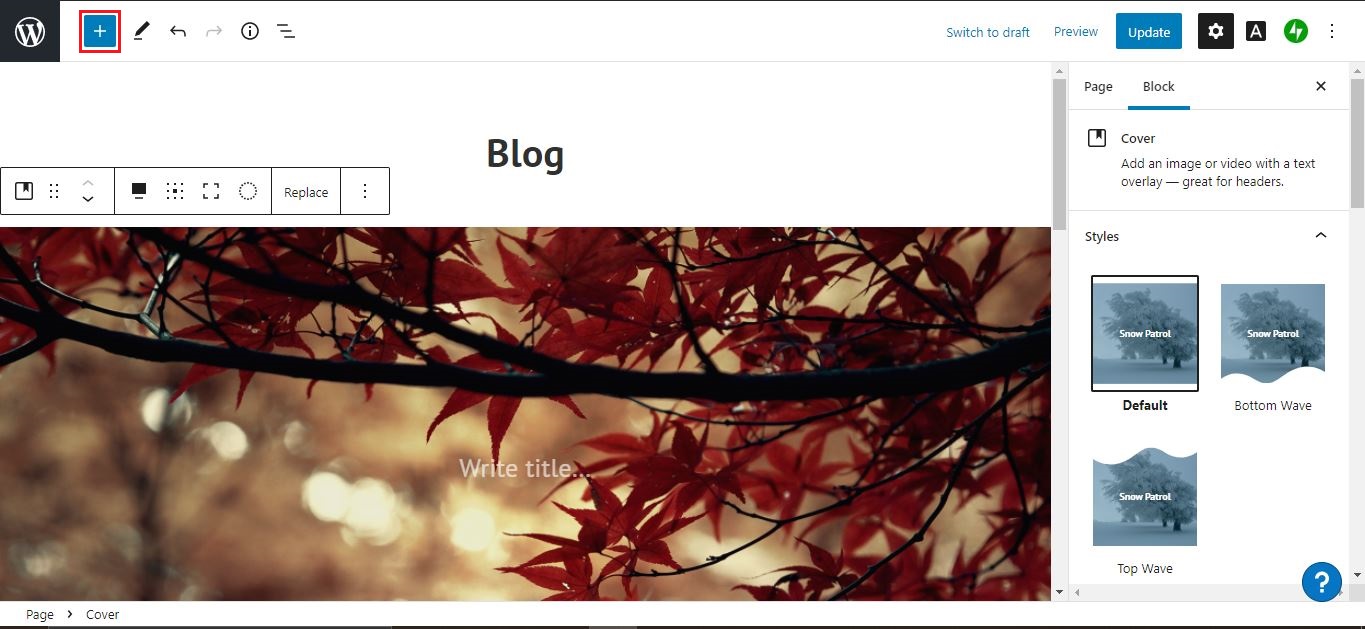 Switch to draft Preview Update
Page Block
Cover
Add an image or video with a text
overlay — great for headers.
Blog
Replace
Styles
Snow Patrol Snow Patrol
Default Bottom Wave
Write title...
Snow Patrol
Top Wave
?
Page > Cover